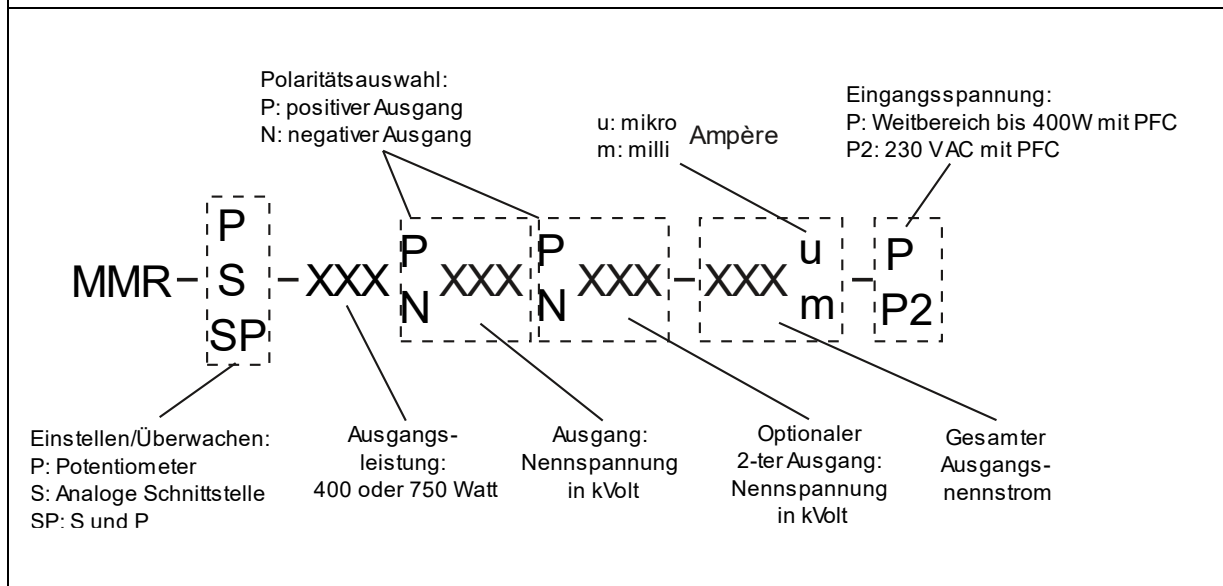 Polaritätsauswahl:
P: positiver Ausgang
N: negativer Ausgang
u: mikro
m: milli
Ampère
Eingangsspannung:
P: Weitbereich bis 400W mit PFC
P2: 230 VAC mit PFC
MMR – P S SP – XXX P N XXX P N XXX – XXX u m – P P2
Einstellen/Überwachen:
P: Potentiometer
S: Analoge Schnittstelle
SP: S und P
Ausgangs-
leistung:
400 oder 750 Watt
Ausgang:
Nennspannung
in kVolt
Optionaler
2-ter Ausgang:
Nennspannung
in kVolt
Gesamter
Ausgangs-
nennstrom